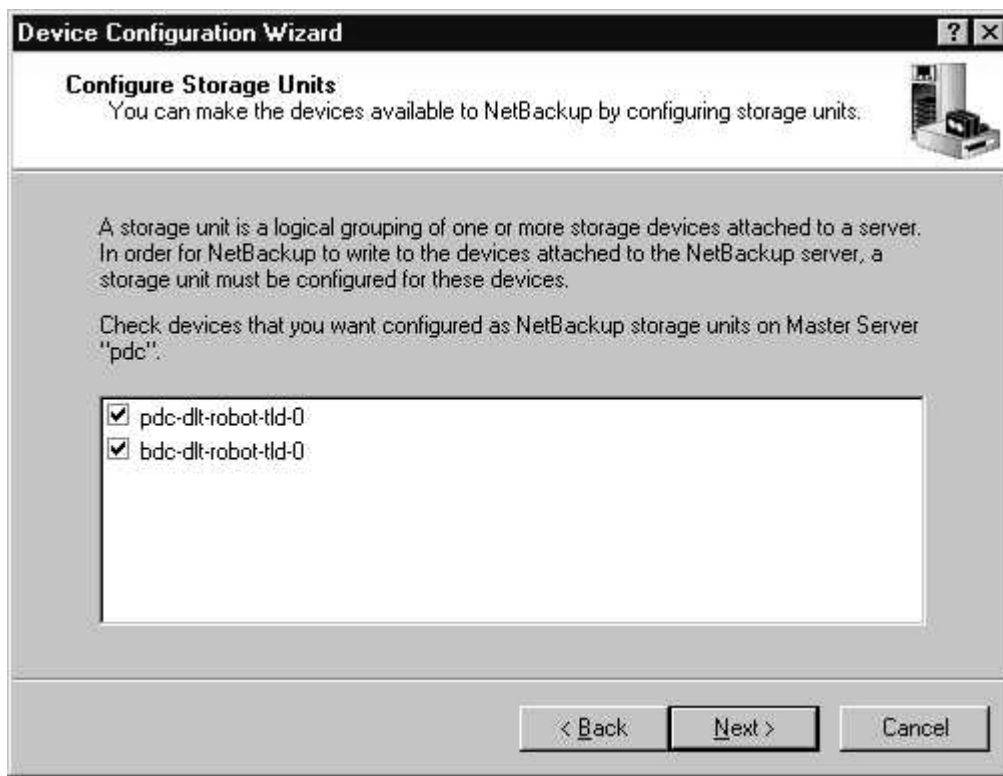 Device Configuration Wizard
? X
Configure Storage Units
You can make the devices available to NetBackup by configuring storage units.
A storage unit is a logical grouping of one or more storage devices attached to a server.
In order for NetBackup to write to the devices attached to the NetBackup server, a
storage unit must be configured for these devices.
Check devices that you want configured as NetBackup storage units on Master Server
"pdc".
pdc-dlt-robot-tld-0
bdc-dlt-robot-tld-0
< Back Next > Cancel